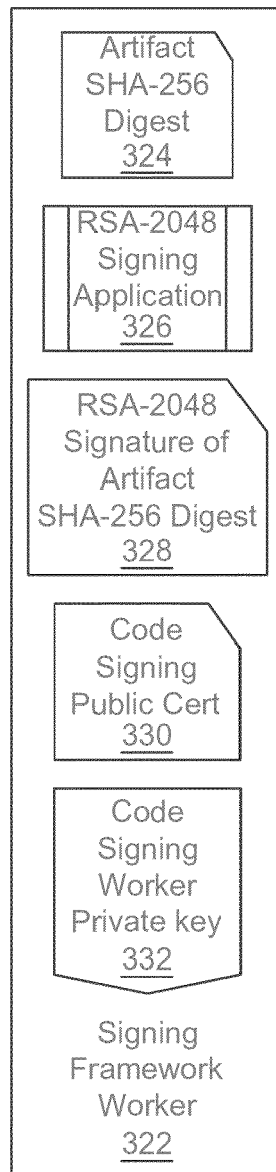 Artifact
SHA-256
Digest
324
RSA-2048
Signing
Application
326
RSA-2048
Signature of
Artifact
SHA-256 Digest
328
Code
Signing
Public Cert
330
Code
Signing
Worker
Private key
332
Signing
Framework
Worker
322